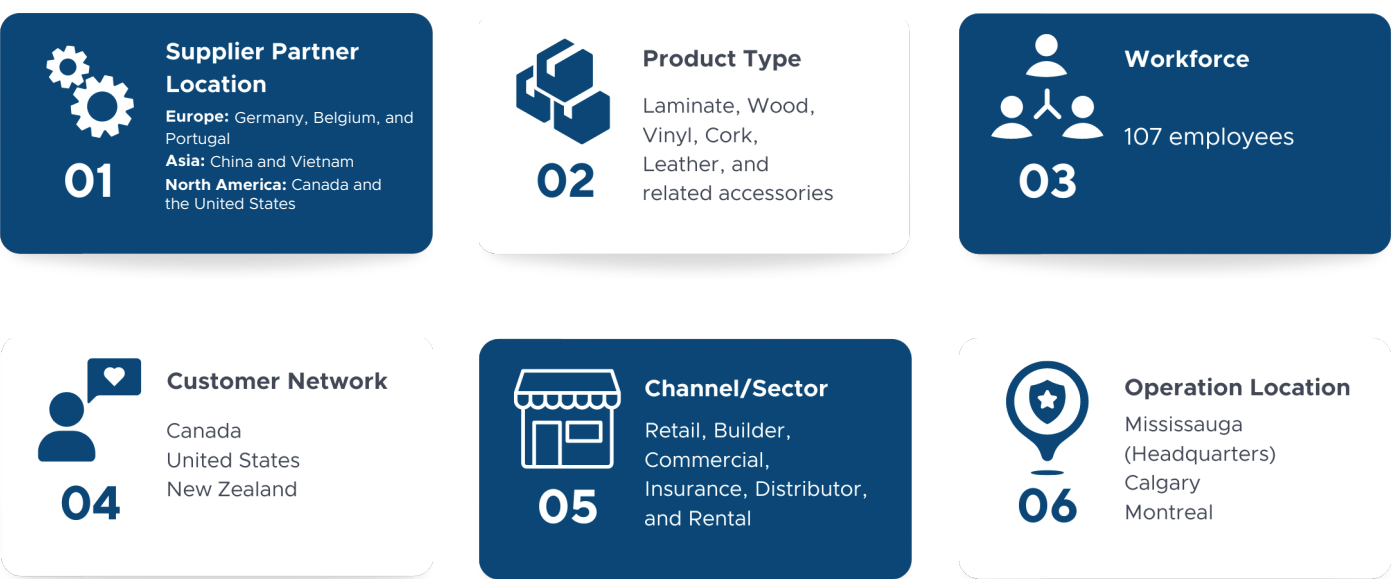 Supplier Partner
Location
Europe: Germany, Belgium, and
Portugal
Asia: China and Vietnam
North America: Canada and
the United States
01
Product Type
Laminate, Wood,
Vinyl, Cork,
Leather, and
related accessories
02
Workforce
107 employees
03
Customer Network
Canada
United States
New Zealand
04
Channel/Sector
Retail, Builder,
Commercial,
Insurance, Distributor,
and Rental
05
Operation Location
Mississauga
(Headquarters)
Calgary
Montreal
06